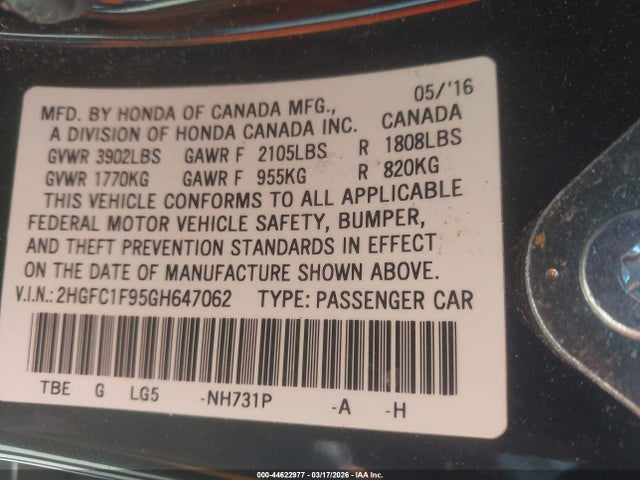 05/'16
MFD. BY HONDA OF CANADA MFG., CANADA
A DIVISION OF HONDA CANADA INC.
GVWR 3902LBS GAWR F 2105LBS R 1808LBS
GVWR 1770KG GAWR F 955KG R 820KG
THIS VEHICLE CONFORMS TO ALL APPLICABLE
FEDERAL MOTOR VEHICLE SAFETY, BUMPER,
AND THEFT PREVENTION STANDARDS IN EFFECT
ON THE DATE OF MANUFACTURE SHOWN ABOVE.
V.I.N.: 2HGFC1F95GH647062 TYPE: PASSENGER CAR
TBE G LG5 -NH731P -A -H
000-44622977 | 03/17/2026 | IAA Inc.